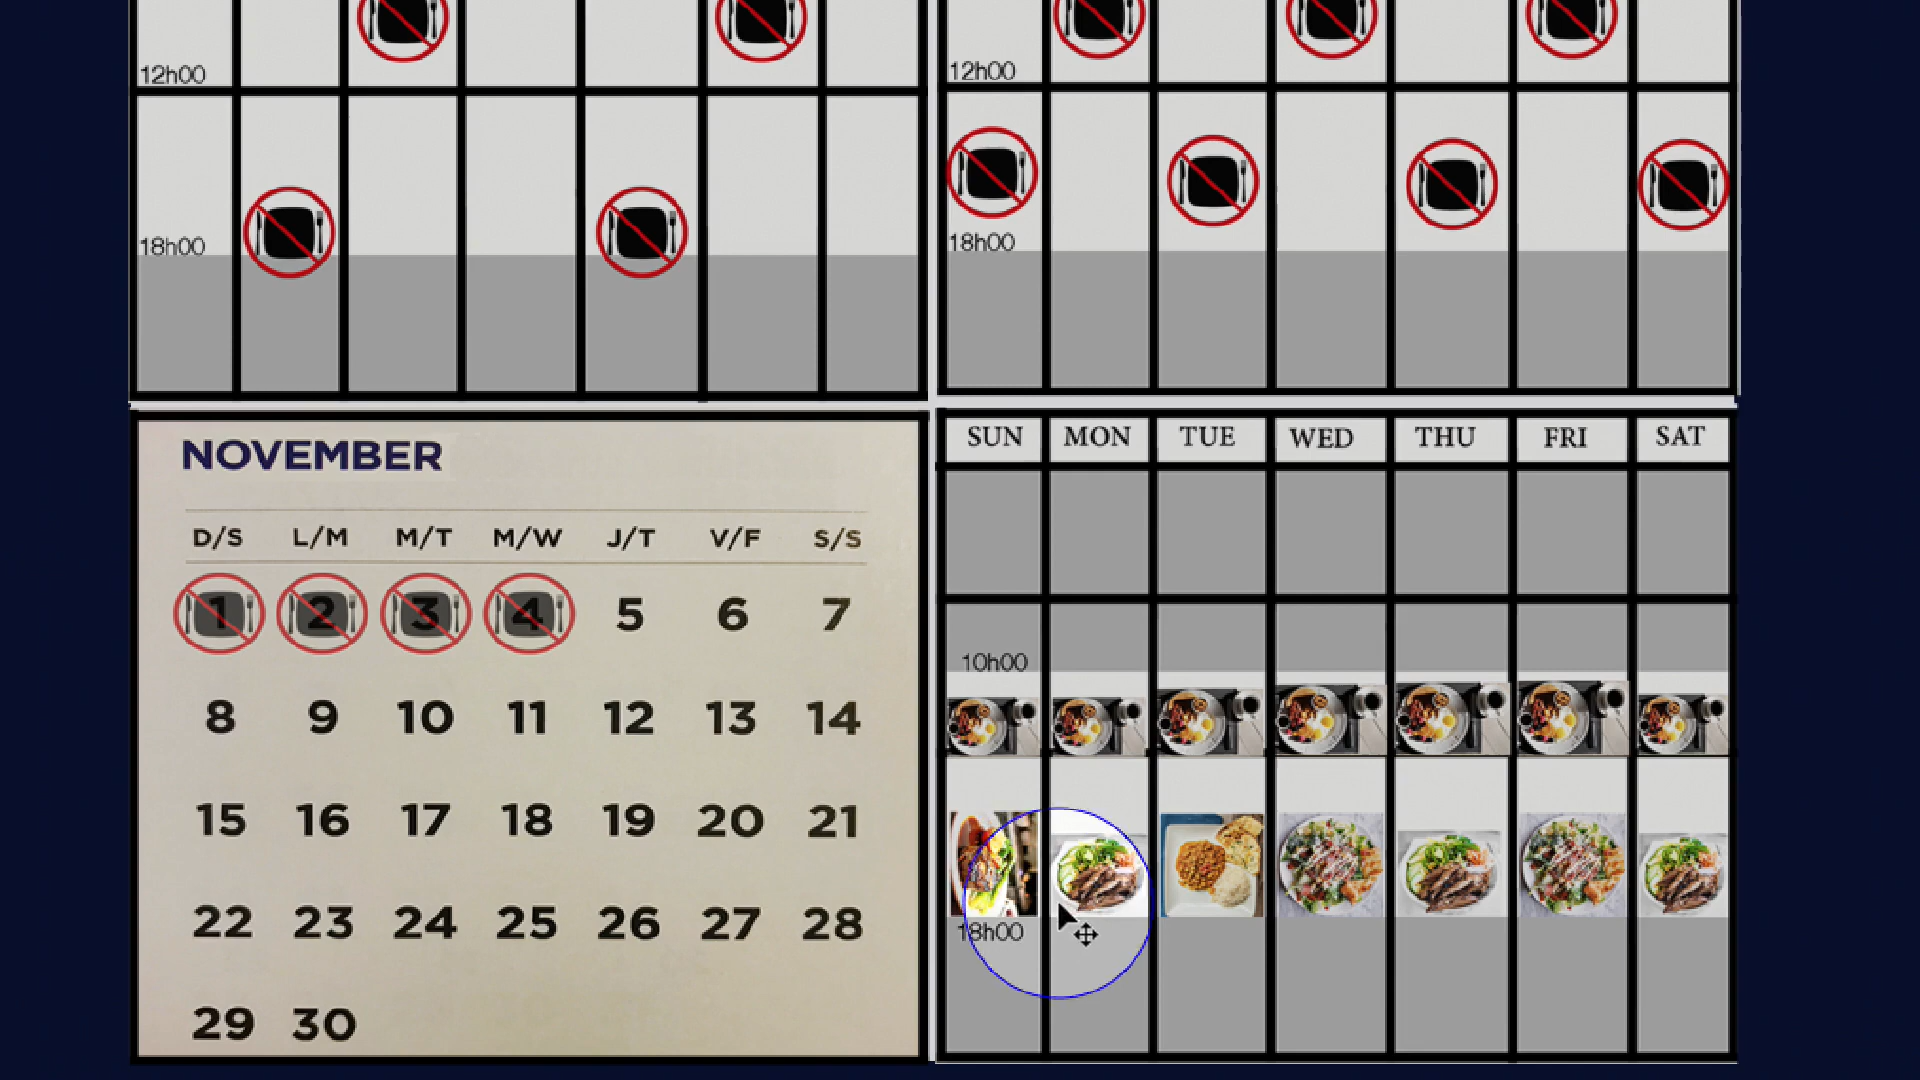 12h00
18h00
12h00
18h00
NOVEMBER
D/S L/M M/T M/W J/T V/F S/S
1 2 3 4 5 6 7
8 9 10 11 12 13 14
15 16 17 18 19 20 21
22 23 24 25 26 27 28
29 30
SUN MON TUE WED THU FRI SAT
10h00
18h00